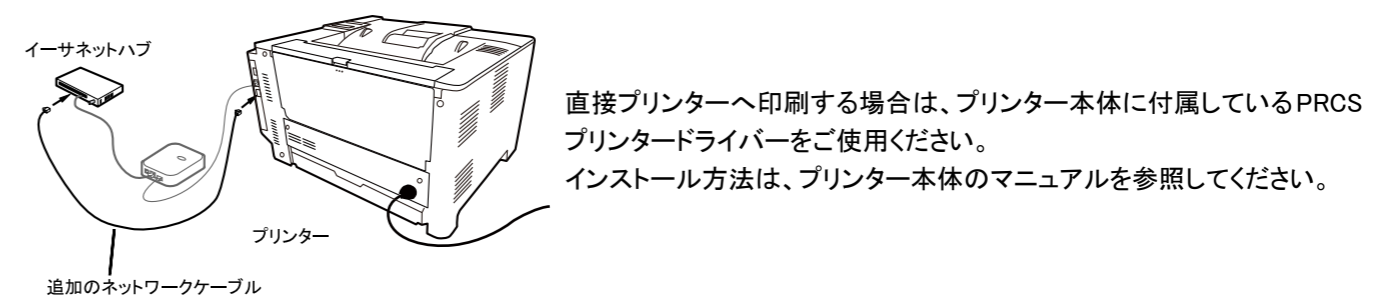 イーサネットハブ
直接プリンターへ印刷する場合は、プリンター本体に付属しているPRCS
プリンタードライバーをご使用ください。
インストール方法は、プリンター本体のマニュアルを参照してください。
プリンター
追加のネットワークケーブル